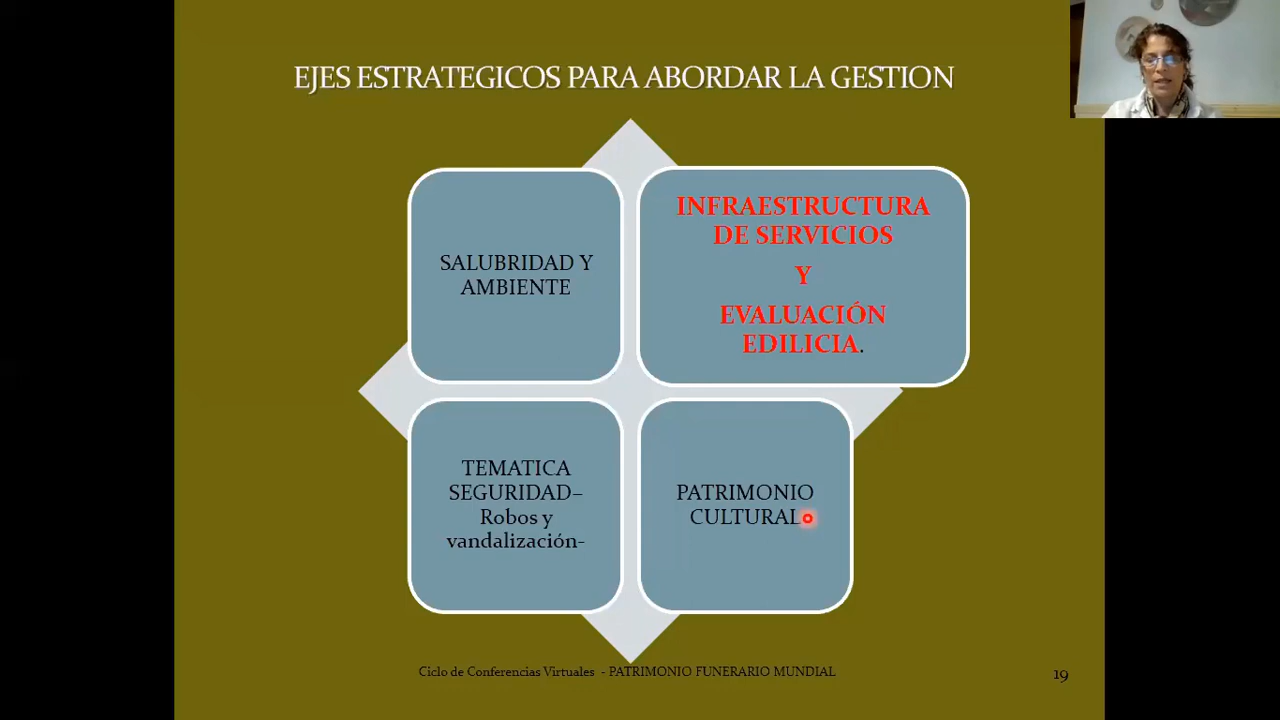 EJES ESTRATEGICOS PARA ABORDAR LA GESTION
SALUBRIDAD Y
AMBIENTE
INFRAESTRUCTURA
DE SERVICIOS
Y
EVALUACIÓN
EDILICIA.
TEMATICA
SEGURIDAD–
Robos y
vandalización-
PATRIMONIO
CULTURAL
Ciclo de Conferencias Virtuales - PATRIMONIO FUNERARIO MUNDIAL
19